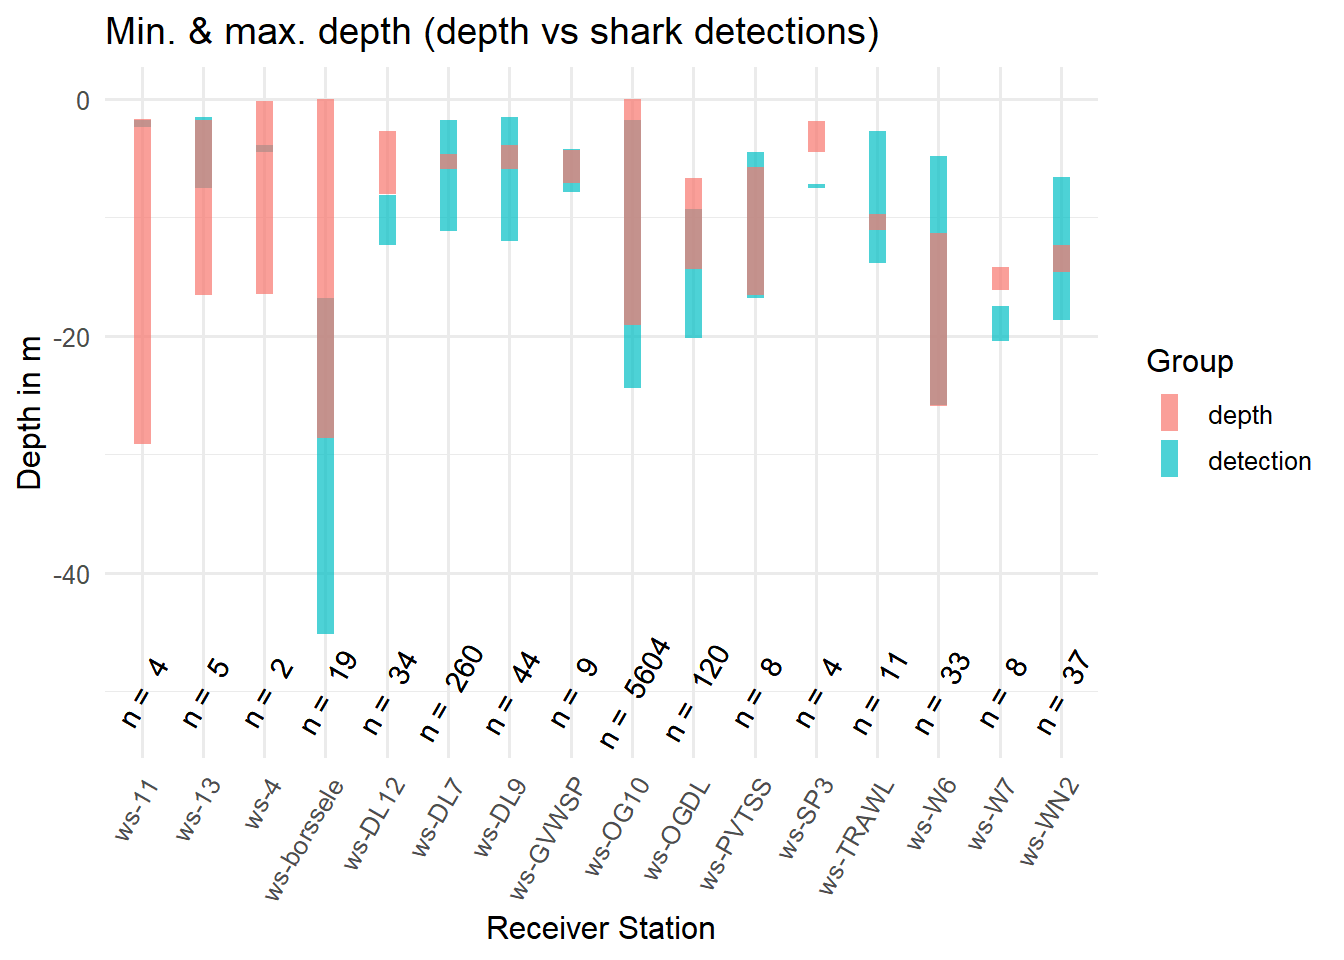 Min. & max. depth (depth vs shark detections)
Depth in m
0
-20
-40
n = 4
n = 5
n = 2
n = 19
n = 34
n = 260
n = 44
n = 9
n = 5604
n = 120
n = 8
n = 4
n = 11
n = 33
n = 8
n = 37
ws-11
ws-13
ws-4
ws-borssele
ws-DL12
ws-DL7
ws-DL9
ws-GVWSP
ws-OG10
ws-OGDL
ws-PVTSS
ws-SP3
ws-TRAWL
ws-W6
ws-W7
ws-WN2
Receiver Station
Group
depth
detection